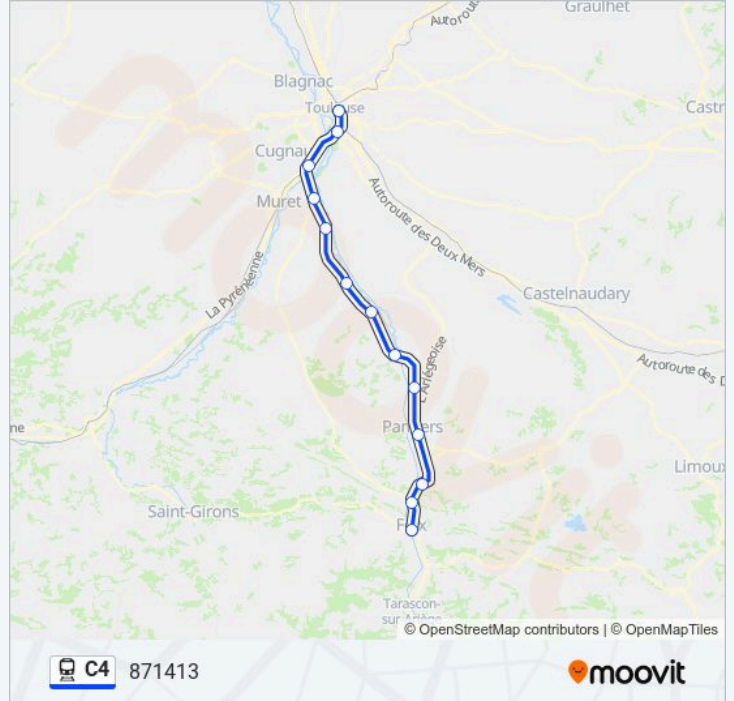 Graulhet
Autorou
Blagnac
Toulouse
Castr
Cugnau
Muret
Autoroute des Deux Mers
La Pyrénéenne
Castelnaudary
L'Ariégeoise
Autoroute des D
ne
Pamiers
Limoux
Saint-Girons
Foix
Tarascon-
sur-Ariège
© OpenStreetMap contributors | © OpenMapTiles
C4 871413
moovit